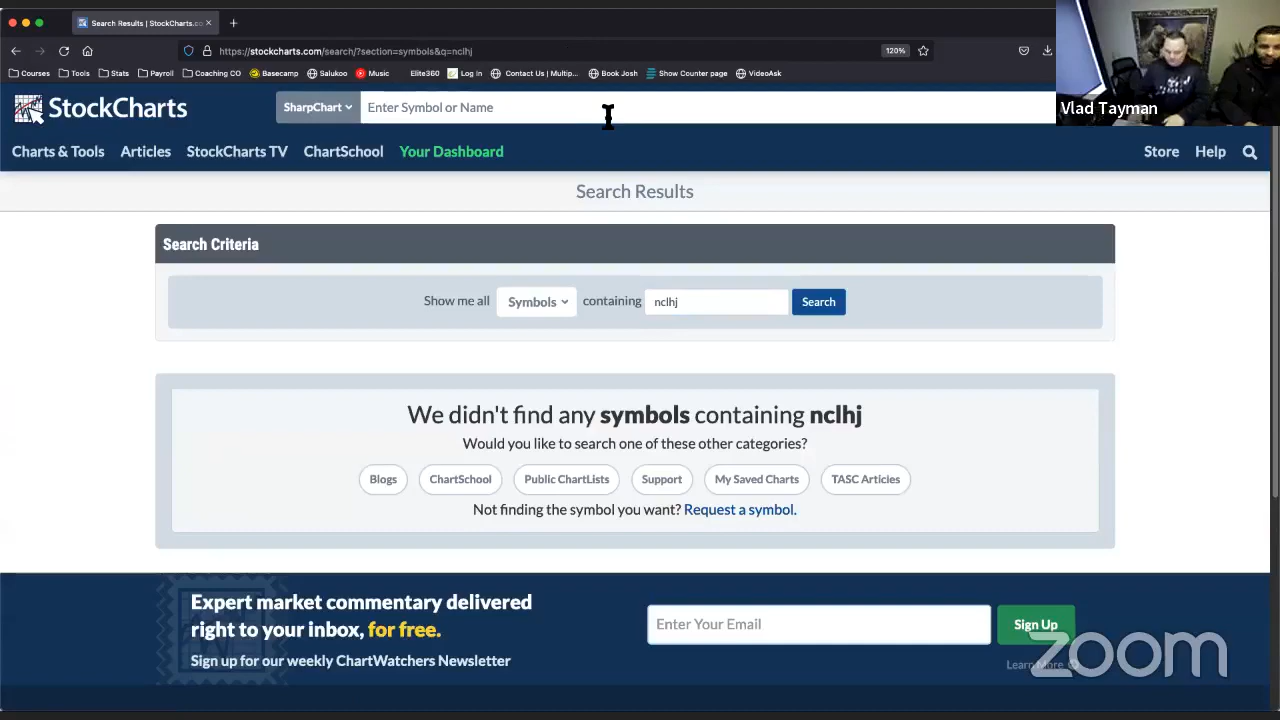 Search Results | StockCharts.co
https://stockcharts.com/search/?section=symbols&q=nclhj
120%
Courses Tools Stats Payroll Coaching CO Basecamp Salukoo Music Elite360 Log In Contact Us | Multip... Book Josh Show Counter page VideoAsk
Vlad Tayman
StockCharts
SharpChart
Enter Symbol or Name
Charts & Tools Articles StockCharts TV ChartSchool Your Dashboard Store Help
Search Results
Search Criteria
Show me all Symbols containing nclhj Search
We didn't find any symbols containing nclhj
Would you like to search one of these other categories?
Blogs ChartSchool Public ChartLists Support My Saved Charts TASC Articles
Not finding the symbol you want? Request a symbol.
Expert market commentary delivered
right to your inbox, for free.
Sign up for our weekly ChartWatchers Newsletter
Enter Your Email
Sign Up
Learn More
zoom